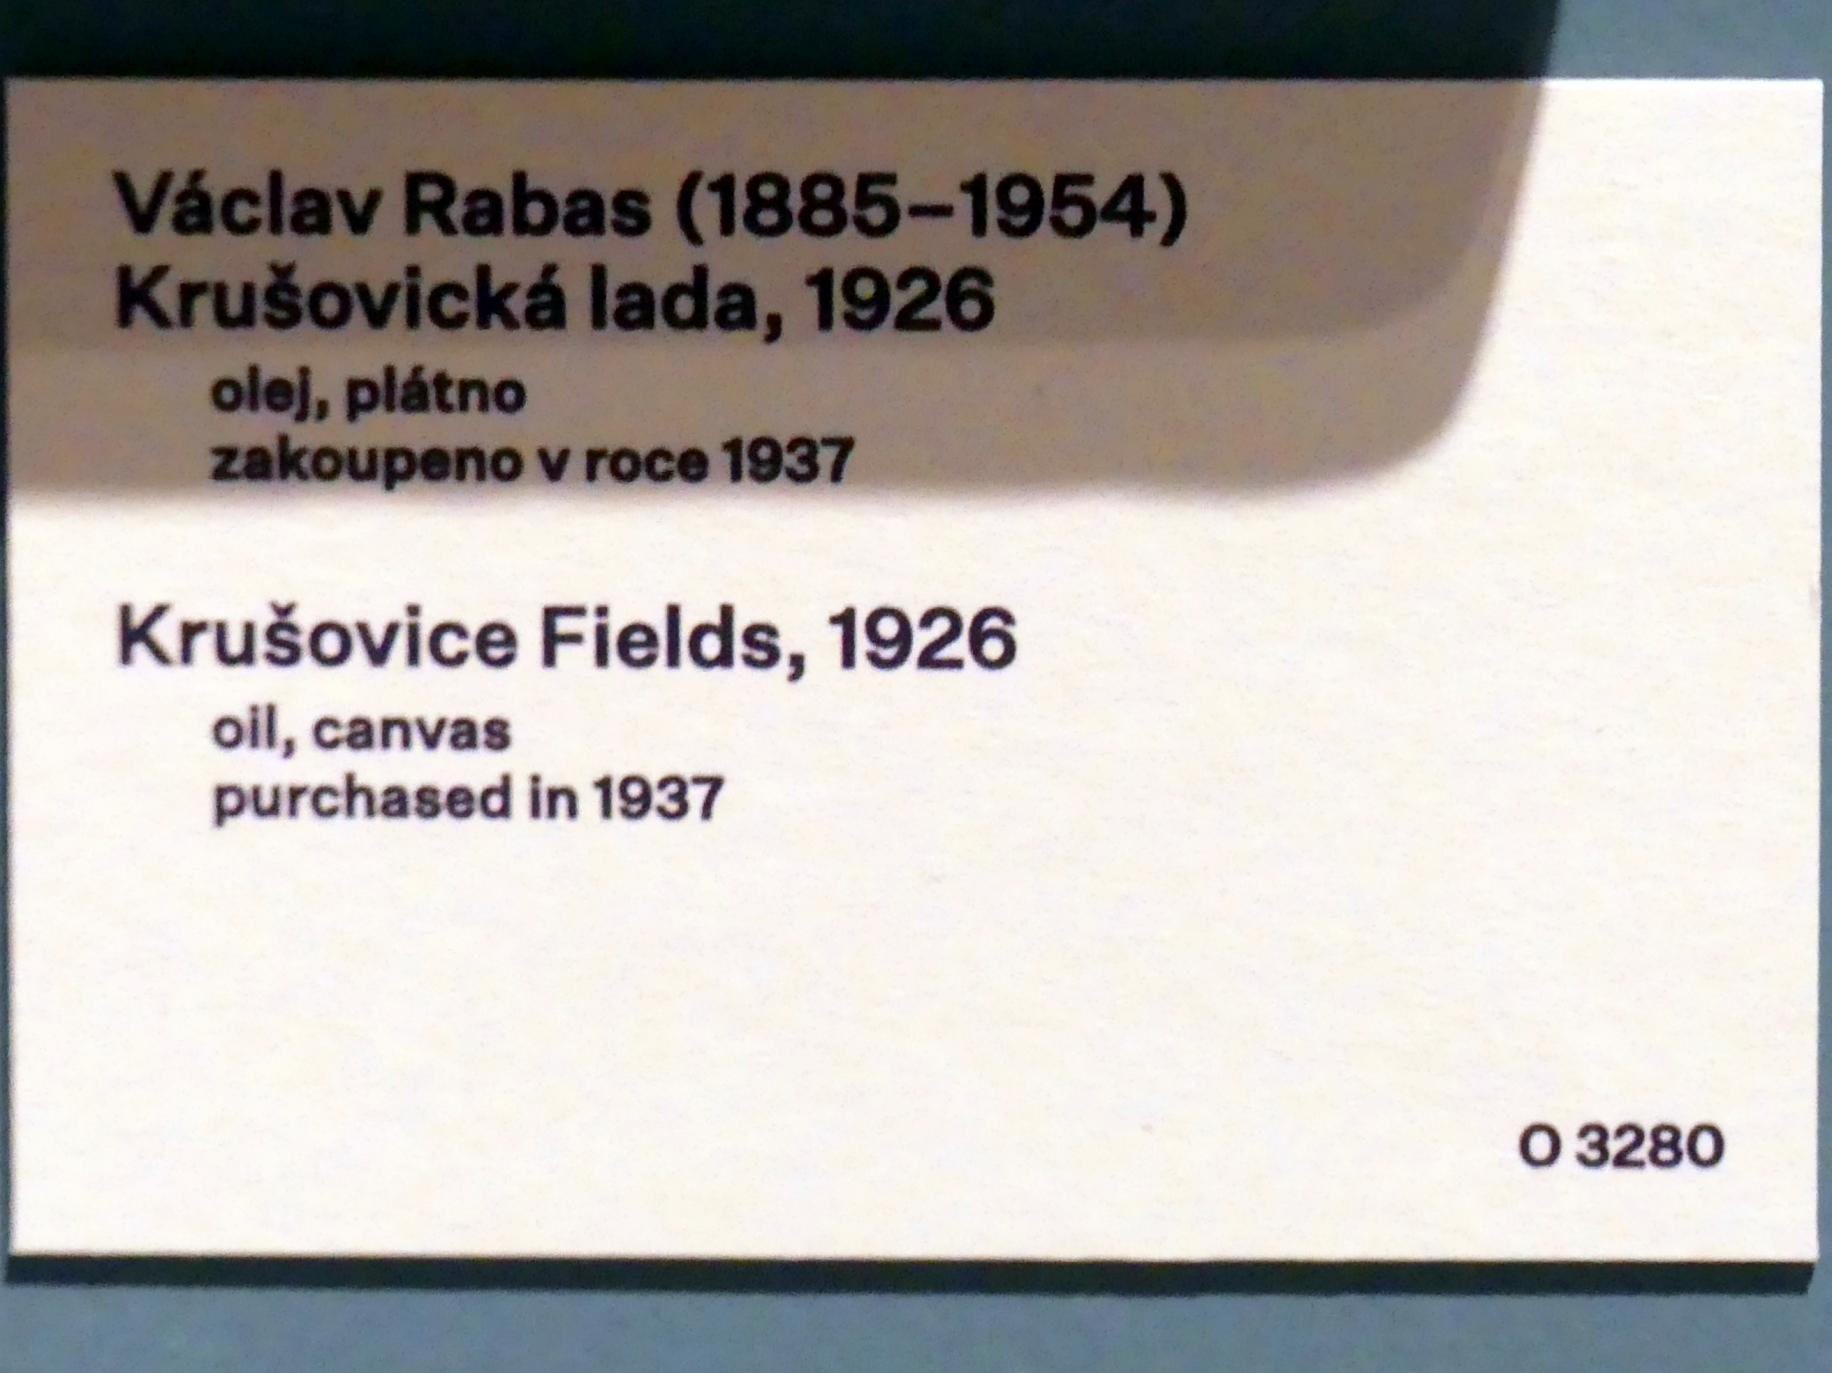 Václav Rabas (1885–1954)
Krušovická lada, 1926
olej, plátno
zakoupeno v roce 1937
Krušovice Fields, 1926
oil, canvas
purchased in 1937
O 3280